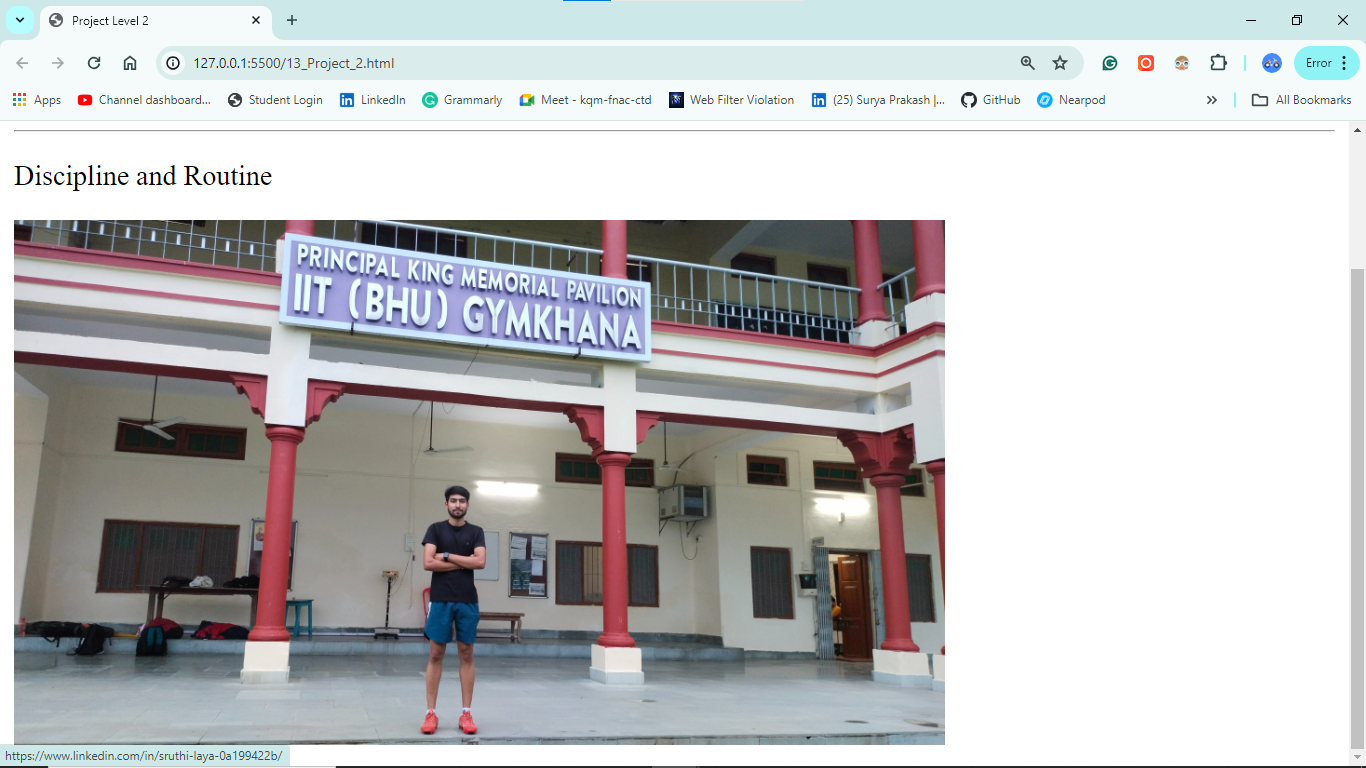 Project Level 2
127.0.0.1:5500/13_Project_2.html
Error
Apps
Channel dashboard...
Student Login
LinkedIn
Grammarly
Meet - kqm-fnac-ctd
Web Filter Violation
(25) Surya Prakash |...
GitHub
Nearpod
All Bookmarks
Discipline and Routine
PRINCIPAL KING MEMORIAL PAVILION
IIT (BHU) GYMKHANA
https://www.linkedin.com/in/sruthi-laya-0a199422b/